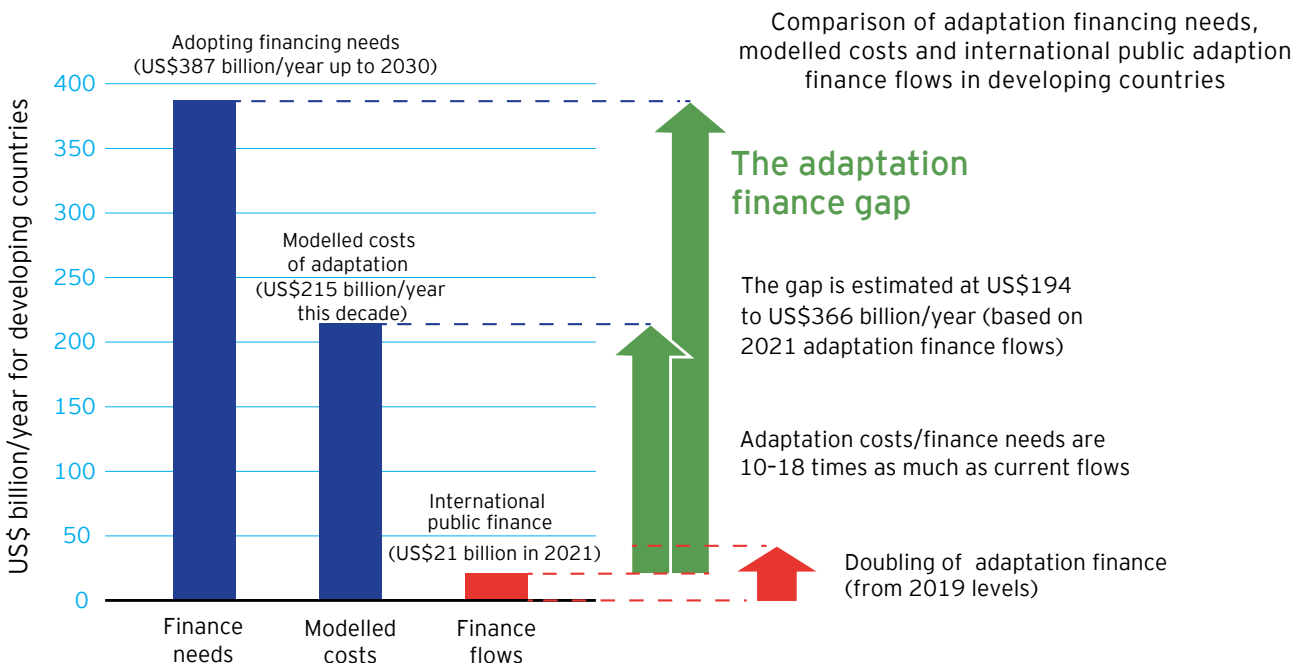 Comparison of adaptation financing needs,
modelled costs and international public adaption
finance flows in developing countries
US$ billion/year for developing countries
400
350
300
250
200
150
100
50
0
Adopting financing needs
(US$387 billion/year up to 2030)
Modelled costs
of adaptation
(US$215 billion/year
this decade)
International
public finance
(US$21 billion in 2021)
Finance
needs
Modelled
costs
Finance
flows
The adaptation
finance gap
The gap is estimated at US$194
to US$366 billion/year (based on
2021 adaptation finance flows)
Adaptation costs/finance needs are
10–18 times as much as current flows
Doubling of adaptation finance
(from 2019 levels)